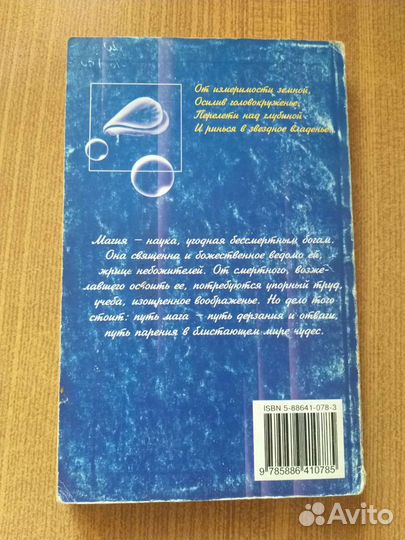 От измеримости земной,
Осилив головокруженье,
Перелети над глубиной
И ринься в звездное владенье.
Магия — наука, угодная бессмертным богам.
Она священна и божественное ведомо ей,
жрице небожителей. От смертного, возже-
лавшего освоить ее, потребуются упорный труд,
учеба, изощренное воображенье. Но дело того
стоит: путь мага — путь дерзания и отваги,
путь парения в блистающем мире чудес.
ISBN 5-88641-078-3
9 785886 410785
Avito